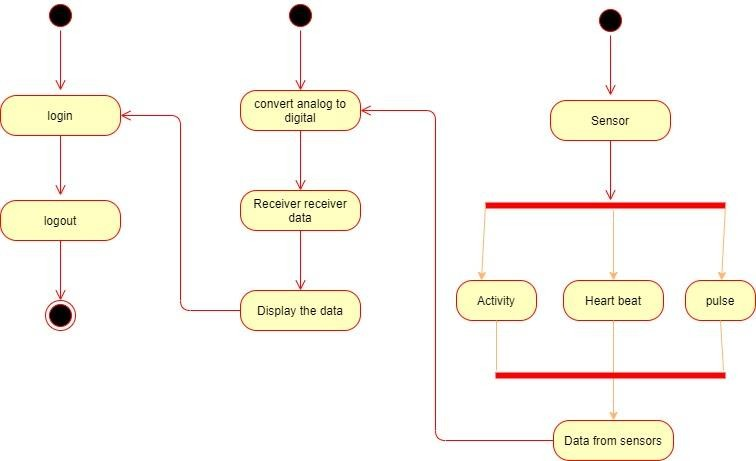 login
logout
convert analog to
digital
Receiver receiver
data
Display the data
Sensor
Activity
Heart beat
pulse
Data from sensors